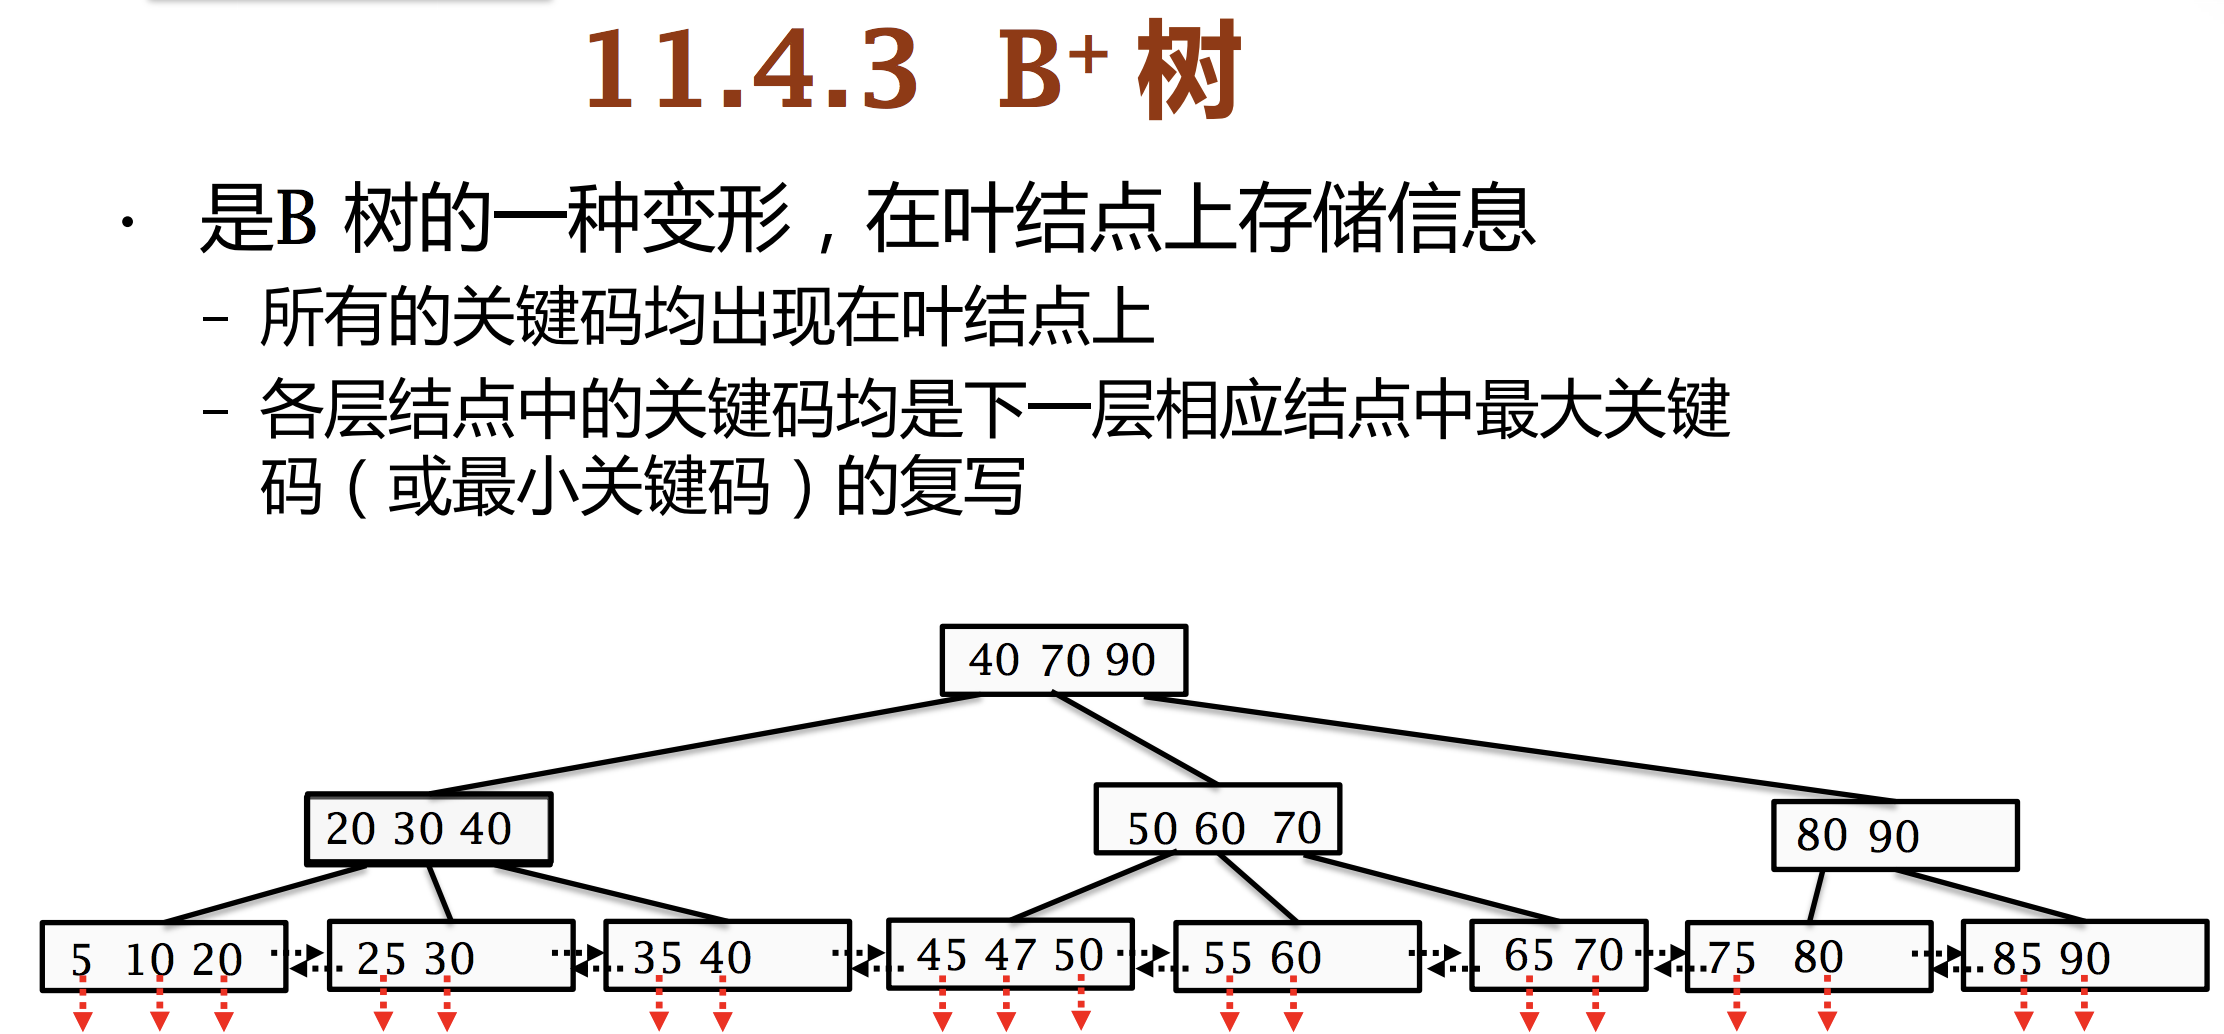 11.4.3 B⁺树
· 是B 树的一种变形，在叶结点上存储信息
– 所有的关键码均出现在叶结点上
– 各层结点中的关键码均是下一层相应结点中最大关键
码（或最小关键码）的复写
40 70 90
20 30 40
50 60 70
80 90
5 10 20
25 30
35 40
45 47 50
55 60
65 70
75 80
85 90